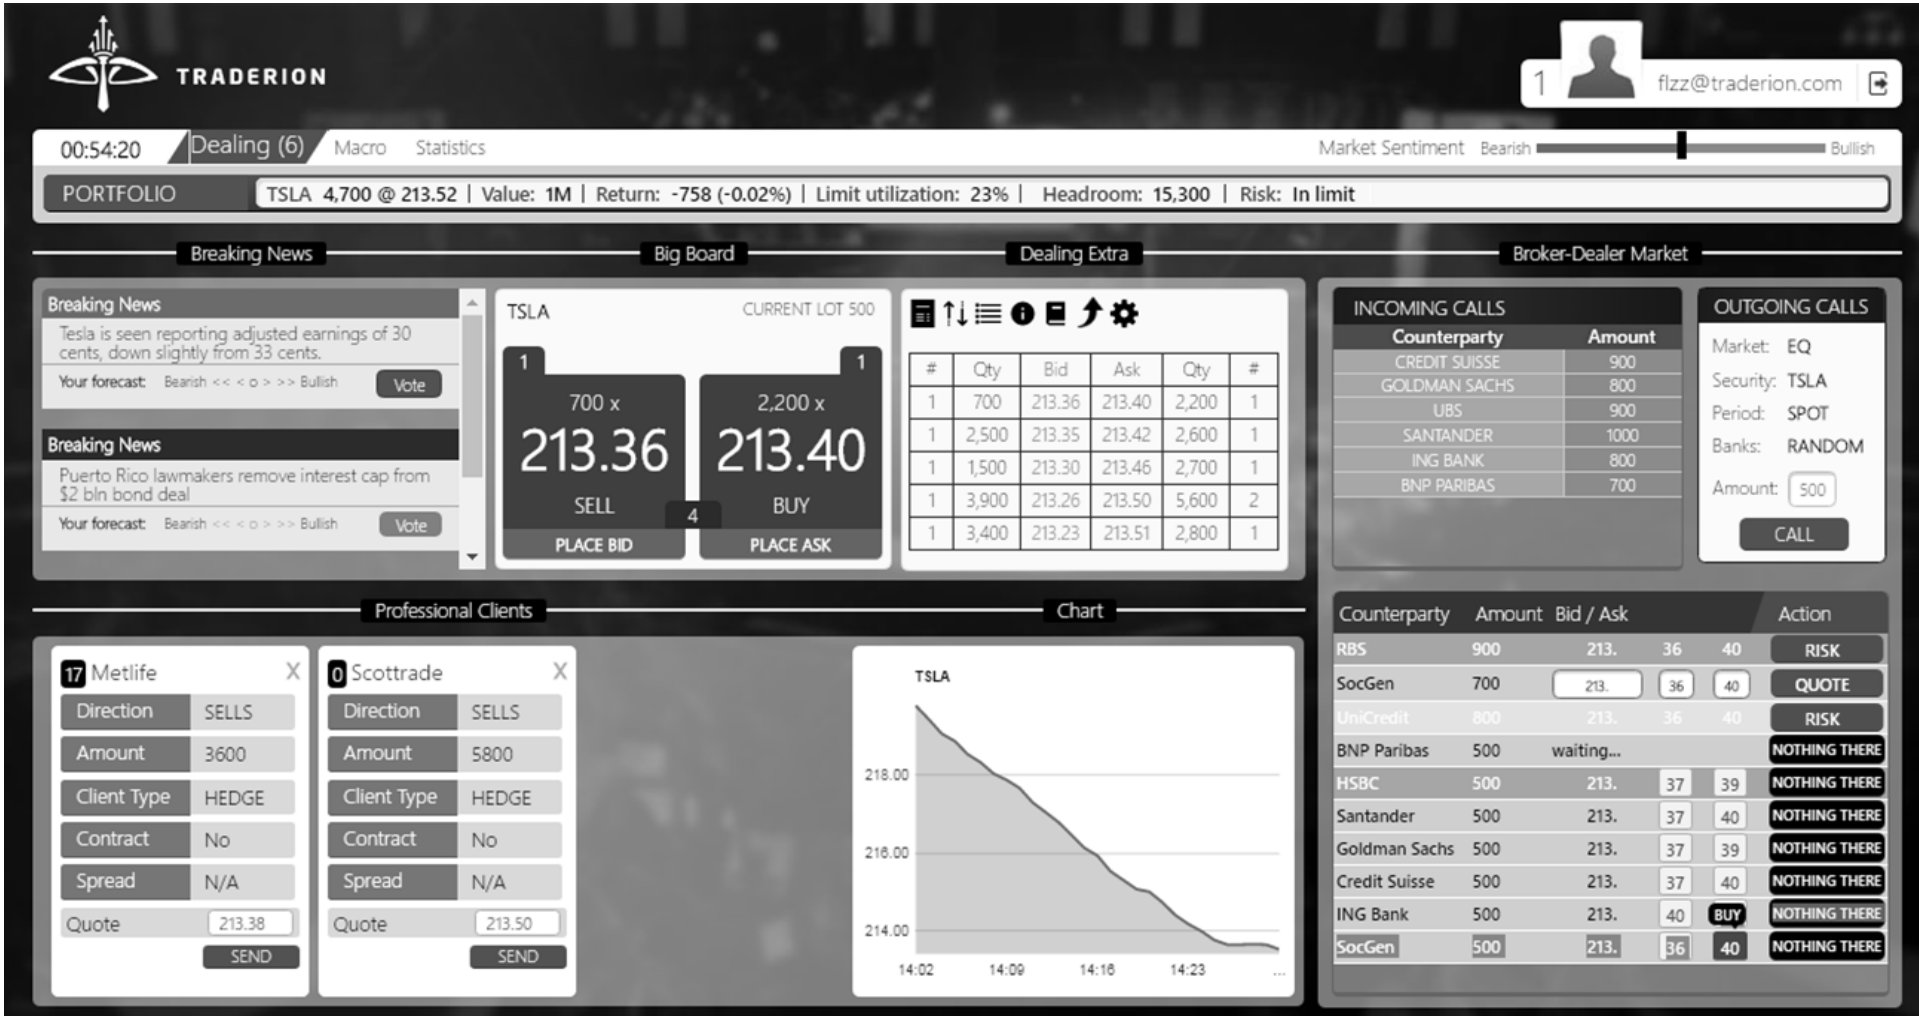 TRADERION
1 flzz@traderion.com
00:54:20 Dealing (6) Macro Statistics Market Sentiment Bearish Bullish
PORTFOLIO TSLA 4,700 @ 213.52 | Value: 1M | Return: -758 (-0.02%) | Limit utilization: 23% | Headroom: 15,300 | Risk: In limit
Breaking News
Breaking News
Tesla is seen reporting adjusted earnings of 30
cents, down slightly from 33 cents.
Your forecast: Bearish << < o > >> Bullish Vote
Breaking News
Puerto Rico lawmakers remove interest cap from
$2 bln bond deal
Your forecast: Bearish << < o > >> Bullish Vote
Big Board
TSLA CURRENT LOT 500
1 1
700 x 2,200 x
213.36 213.40
SELL BUY
4
PLACE BID PLACE ASK
Dealing Extra
# Qty Bid Ask Qty #
1 700 213.36 213.40 2,200 1
1 2,500 213.35 213.42 2,600 1
1 1,500 213.30 213.46 2,700 1
1 3,900 213.26 213.50 5,600 2
1 3,400 213.23 213.51 2,800 1
Broker-Dealer Market
INCOMING CALLS
Counterparty Amount
CREDIT SUISSE 900
GOLDMAN SACHS 800
UBS 900
SANTANDER 1000
ING BANK 800
BNP PARIBAS 700
OUTGOING CALLS
Market: EQ
Security: TSLA
Period: SPOT
Banks: RANDOM
Amount: 500
CALL
Counterparty Amount Bid / Ask Action
RBS 900 213. 36 40 RISK
SocGen 700 213. 36 40 QUOTE
UniCredit 800 213. 36 40 RISK
BNP Paribas 500 waiting... NOTHING THERE
HSBC 500 213. 37 39 NOTHING THERE
Santander 500 213. 37 40 NOTHING THERE
Goldman Sachs 500 213. 37 39 NOTHING THERE
Credit Suisse 500 213. 37 40 NOTHING THERE
ING Bank 500 213. 40 BUY NOTHING THERE
SocGen 500 213. 36 40 NOTHING THERE
Professional Clients
17 Metlife X
Direction SELLS
Amount 3600
Client Type HEDGE
Contract No
Spread N/A
Quote 213.38
SEND
0 Scottrade X
Direction SELLS
Amount 5800
Client Type HEDGE
Contract No
Spread N/A
Quote 213.50
SEND
Chart
TSLA
218.00
216.00
214.00
14:02 14:09 14:16 14:23 ...